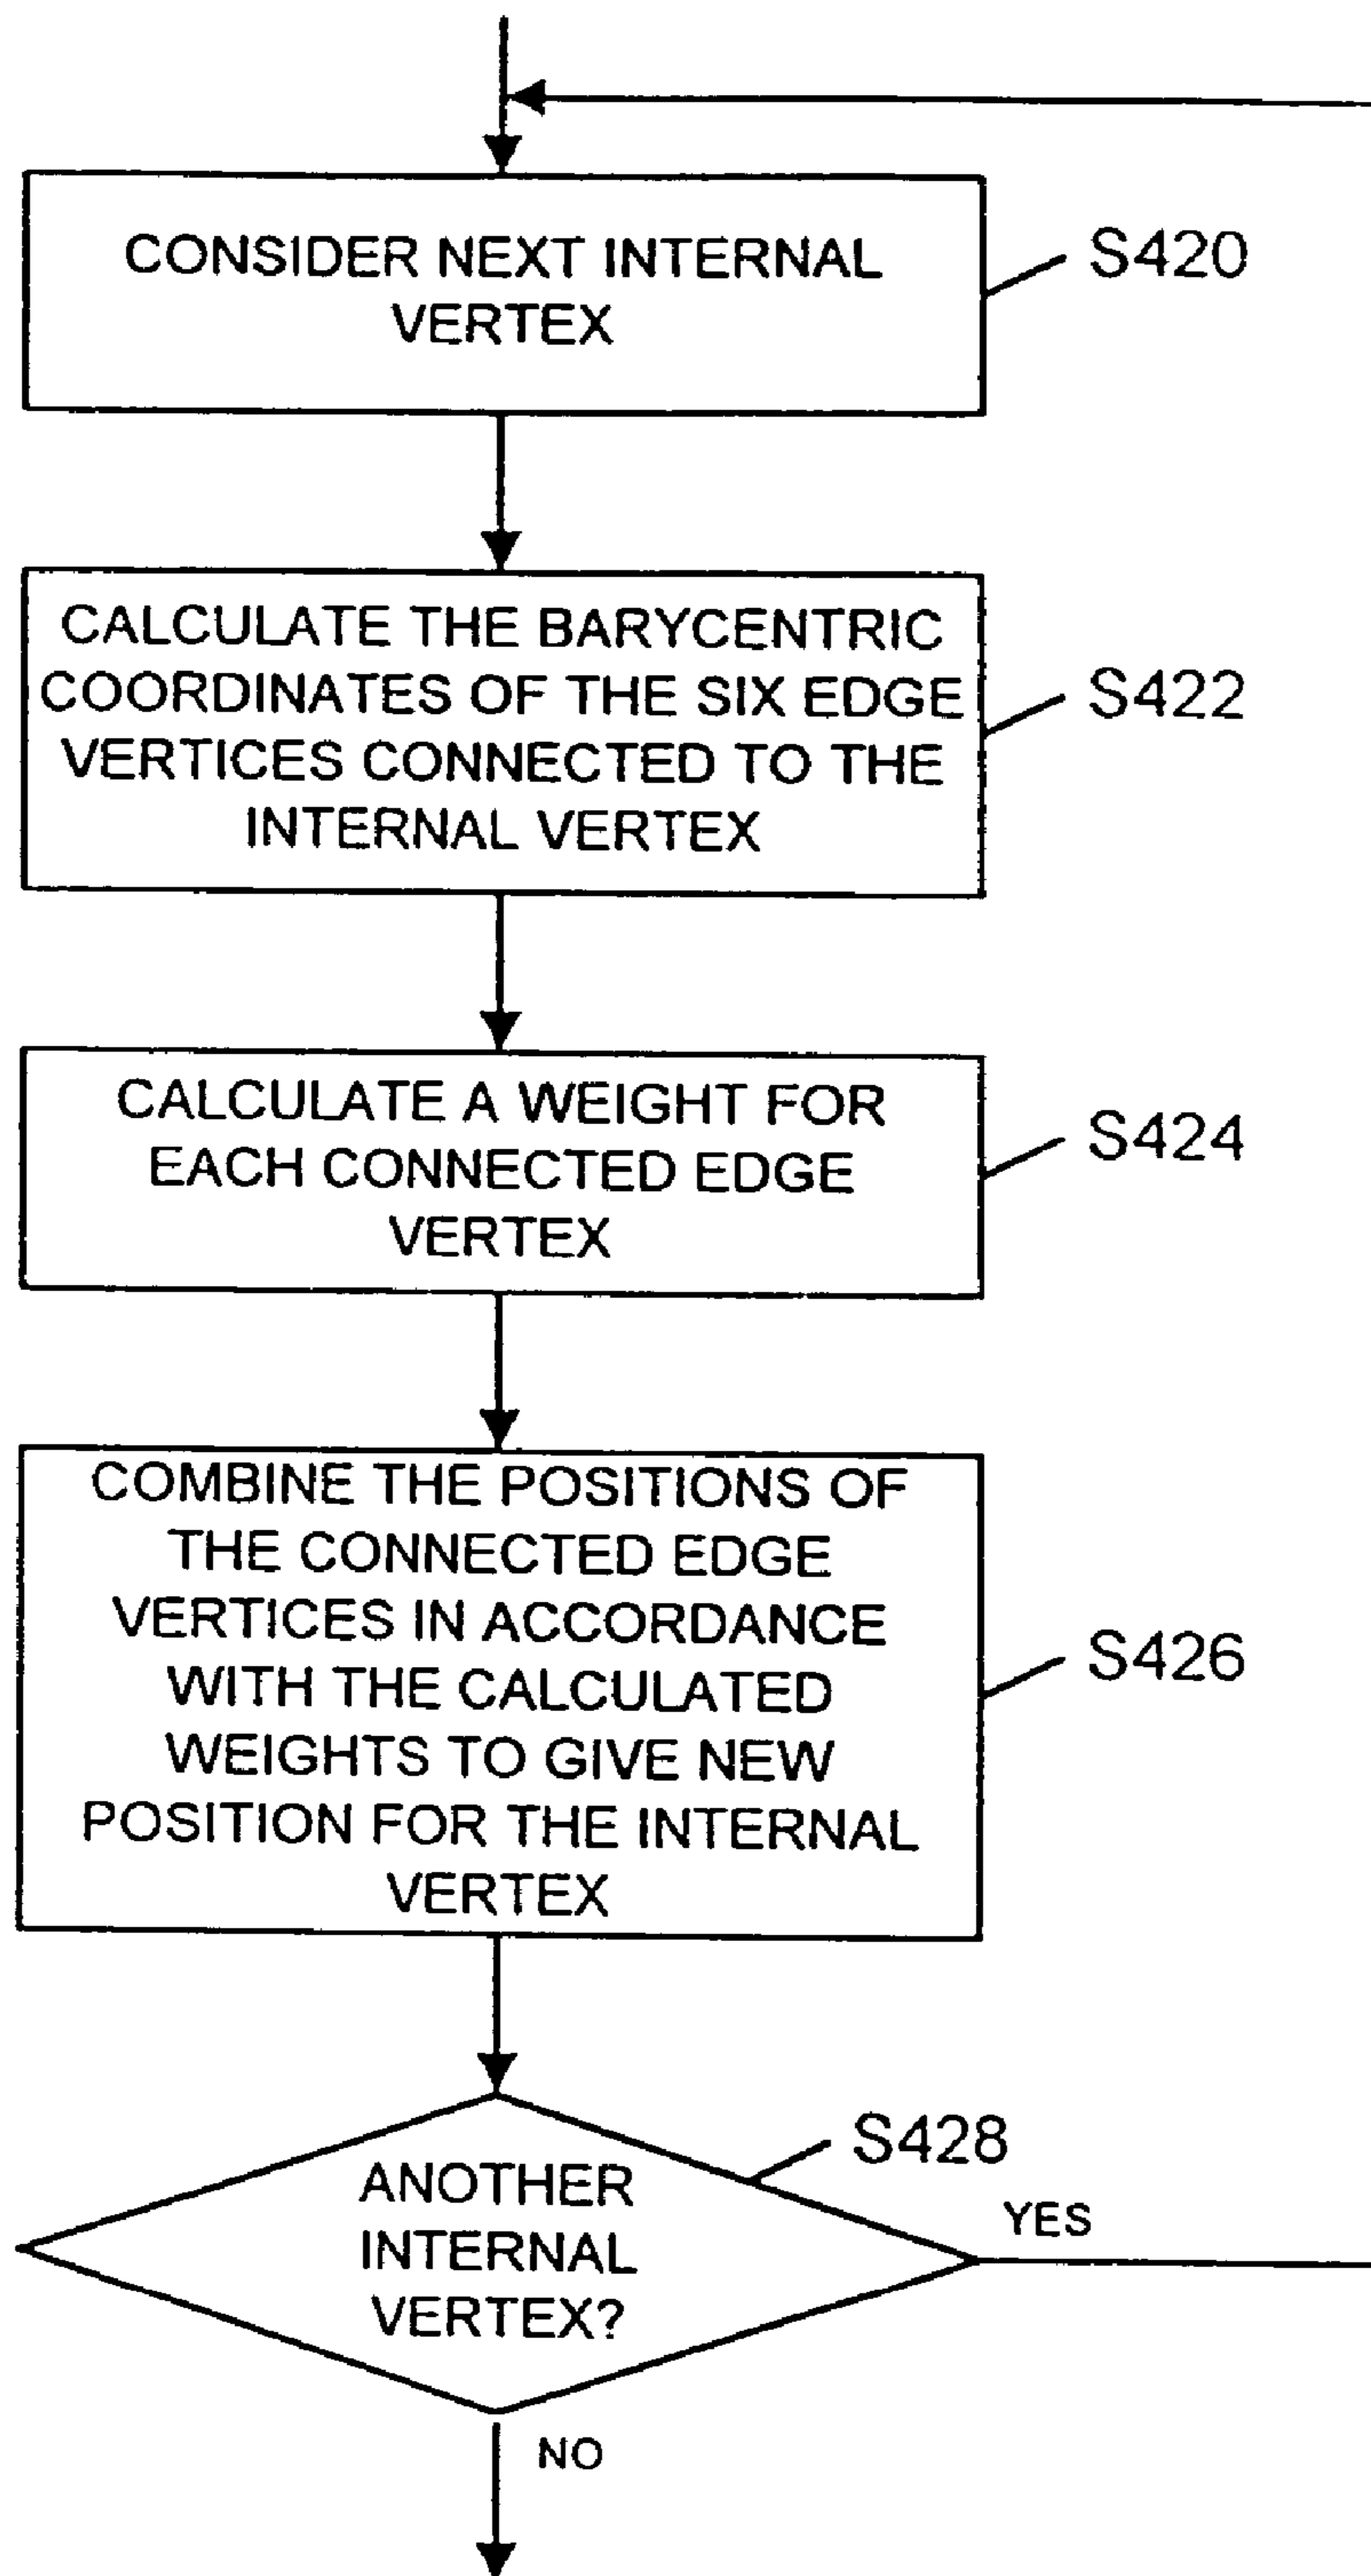 CONSIDER NEXT INTERNAL
VERTEX
S420
CALCULATE THE BARYCENTRIC
COORDINATES OF THE SIX EDGE
VERTICES CONNECTED TO THE
INTERNAL VERTEX
S422
CALCULATE A WEIGHT FOR
EACH CONNECTED EDGE
VERTEX
S424
COMBINE THE POSITIONS OF
THE CONNECTED EDGE
VERTICES IN ACCORDANCE
WITH THE CALCULATED
WEIGHTS TO GIVE NEW
POSITION FOR THE INTERNAL
VERTEX
S426
S428
ANOTHER
INTERNAL
VERTEX?
YES
NO